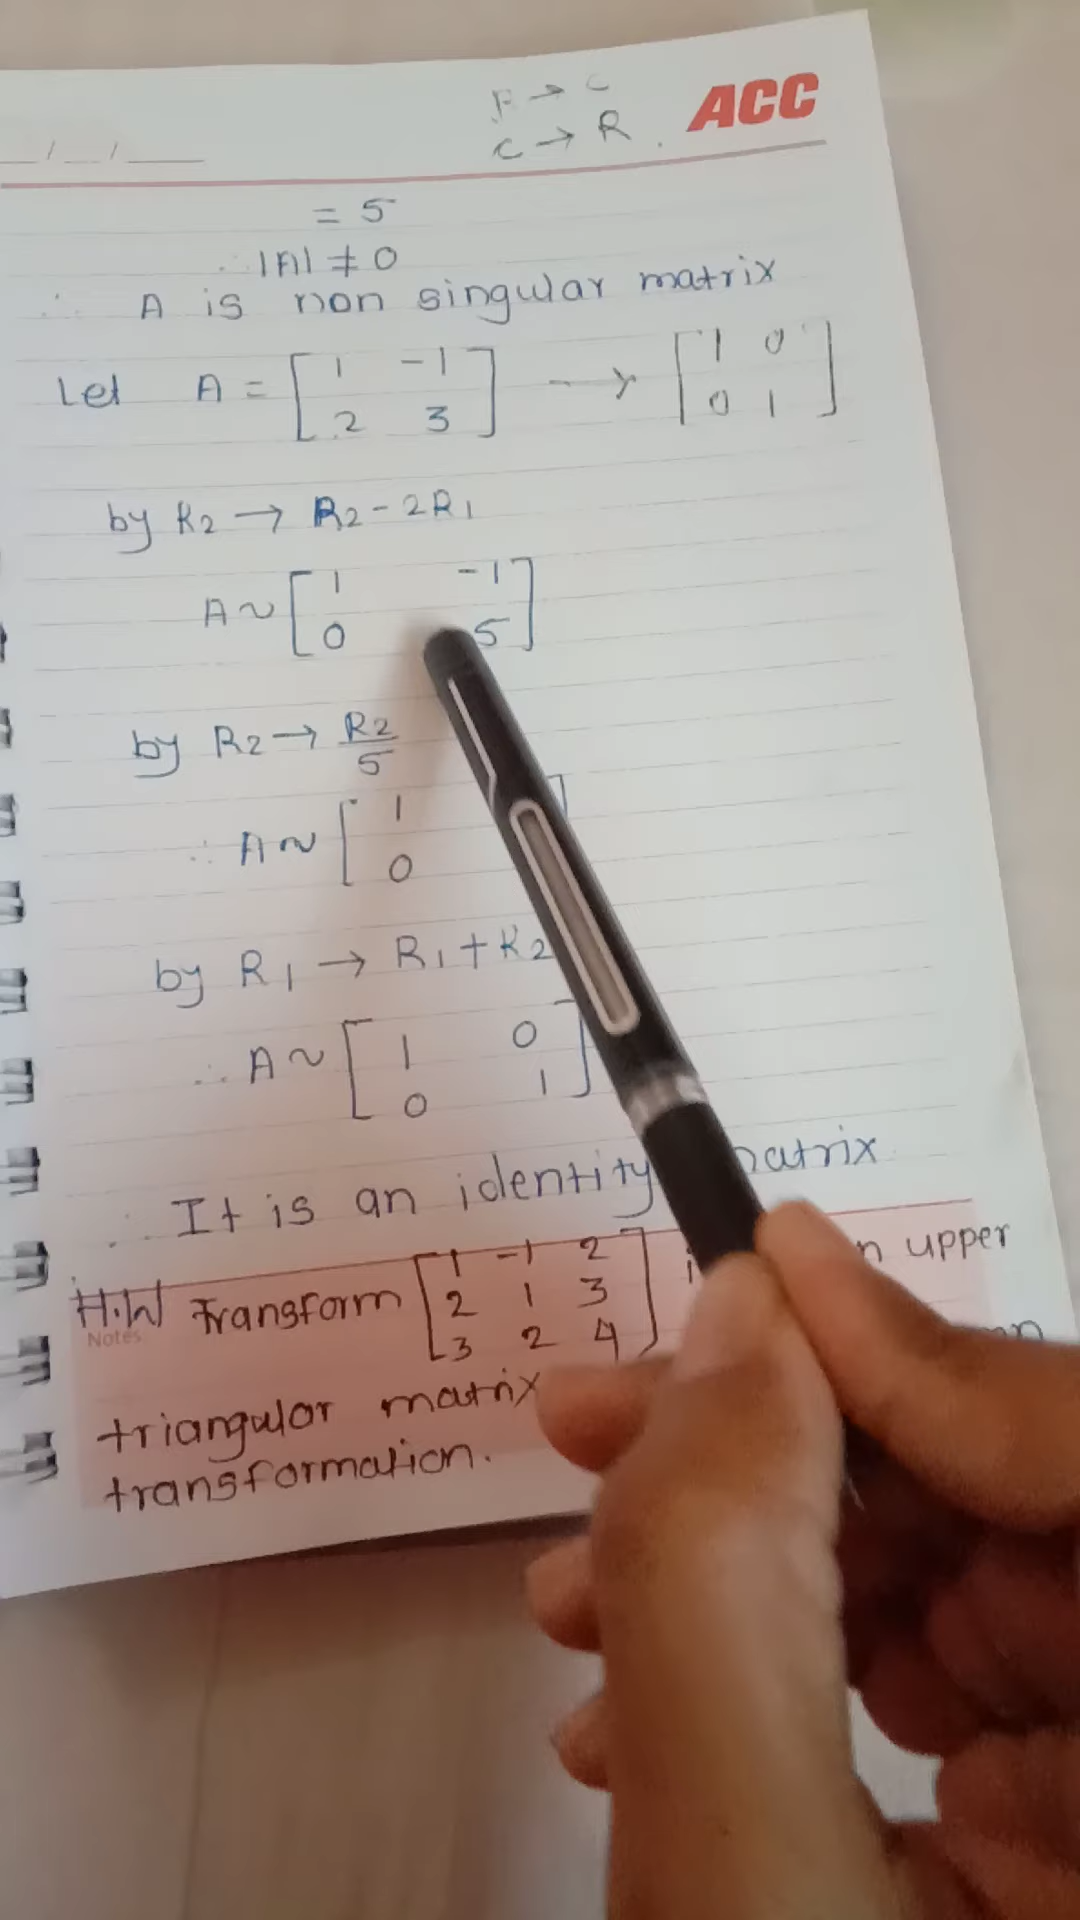 F → C
C → R . ACC
_/_/_
= 5
∴ |A| ≠ 0
∴ A is non singular matrix
Let A = [ 1 -1 → [ 1 0
2 3 ] 0 1 ]
by R2 → R2 - 2R1
A ~ [ 1 -1
0 5 ]
by R2 → R2/5
∴ A ~ [ 1 ]
0
by R1 → R1 + R2
∴ A ~ [ 1 0
0 1 ]
∴ It is an identity matrix
H.W Transform [ 1 -1 2 ] upper
2 1 3
3 2 4
Notes
triangular matrix
transformation.